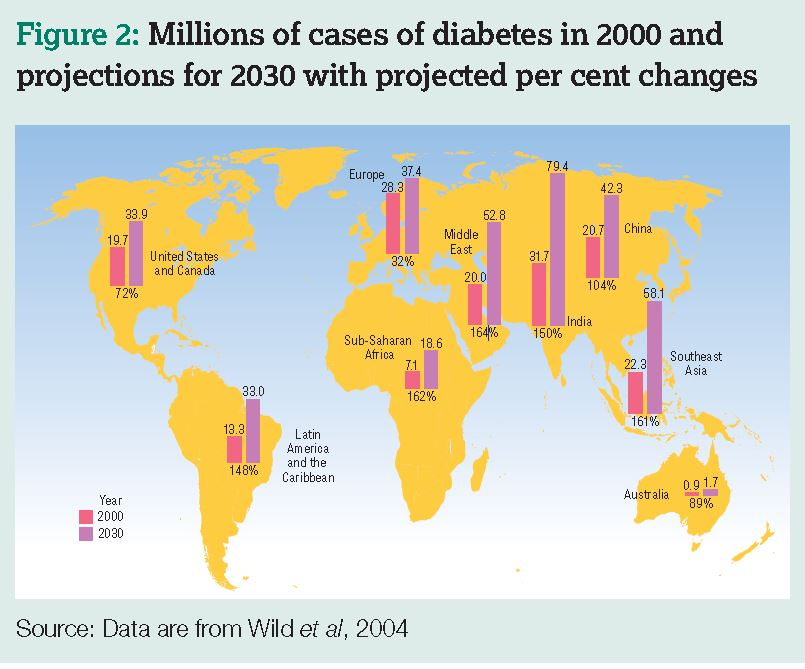 Figure 2: Millions of cases of diabetes in 2000 and
projections for 2030 with projected per cent changes
Europe
28.3
37.4
32%
33.9
19.7
United States
and Canada
72%
Middle
East
52.8
20.0
164%
79.4
31.7
India
150%
42.3
20.7
China
104%
58.1
22.3
Southeast
Asia
161%
Sub-Saharan
Africa
7.1
18.6
162%
33.0
13.3
Latin
America
and the
Caribbean
148%
Australia
0.9
1.7
89%
Year
2000
2030
Source: Data are from Wild et al, 2004